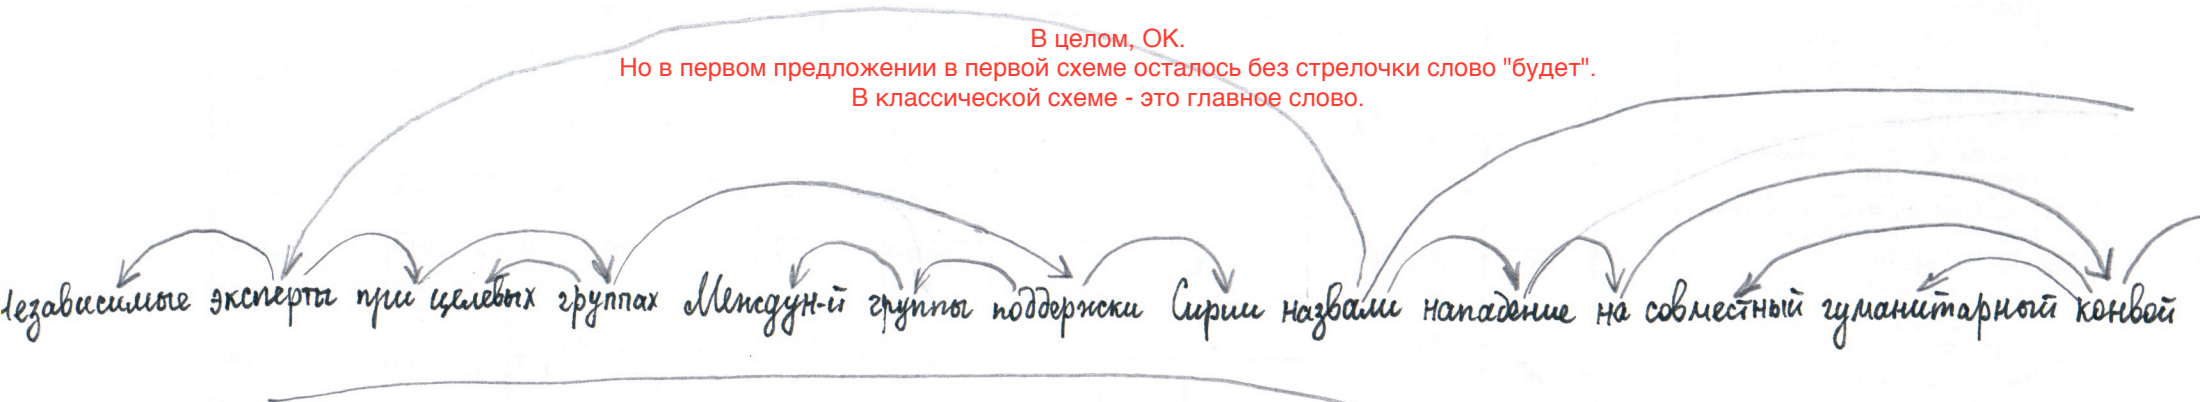 В целом, ОК.
Но в первом предложении в первой схеме осталось без стрелочки слово "будет".
В классической схеме - это главное слово.
Независимые эксперты при целевых группах Междун-й группы поддержки Сирии назвали нападение на совместный гуманитарный конвой